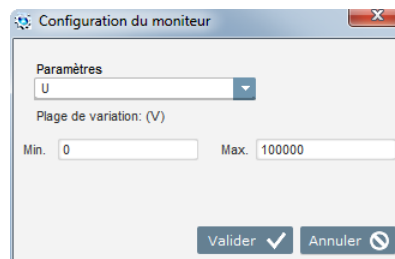 Configuration du moniteur
Paramètres
U
Plage de variation: (V)
Min. 0 Max. 100000
Valider Annuler